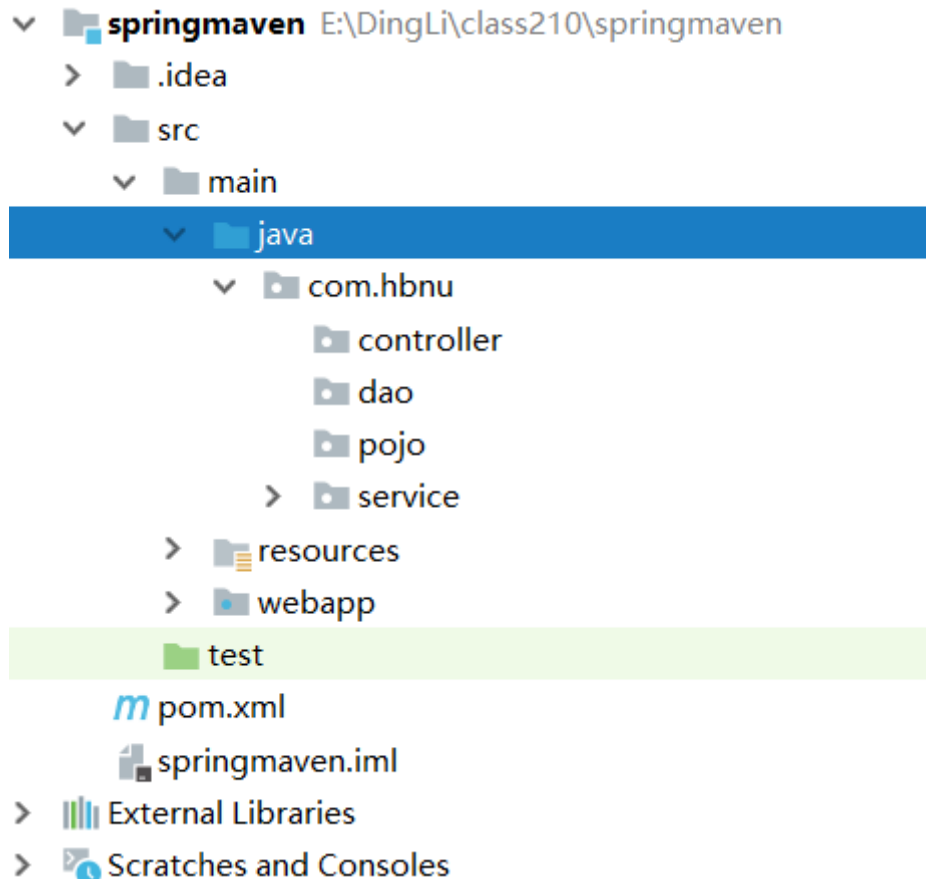 springmaven E:\DingLi\class210\springmaven
.idea
src
main
java
com.hbnu
controller
dao
pojo
service
resources
webapp
test
pom.xml
springmaven.iml
External Libraries
Scratches and Consoles